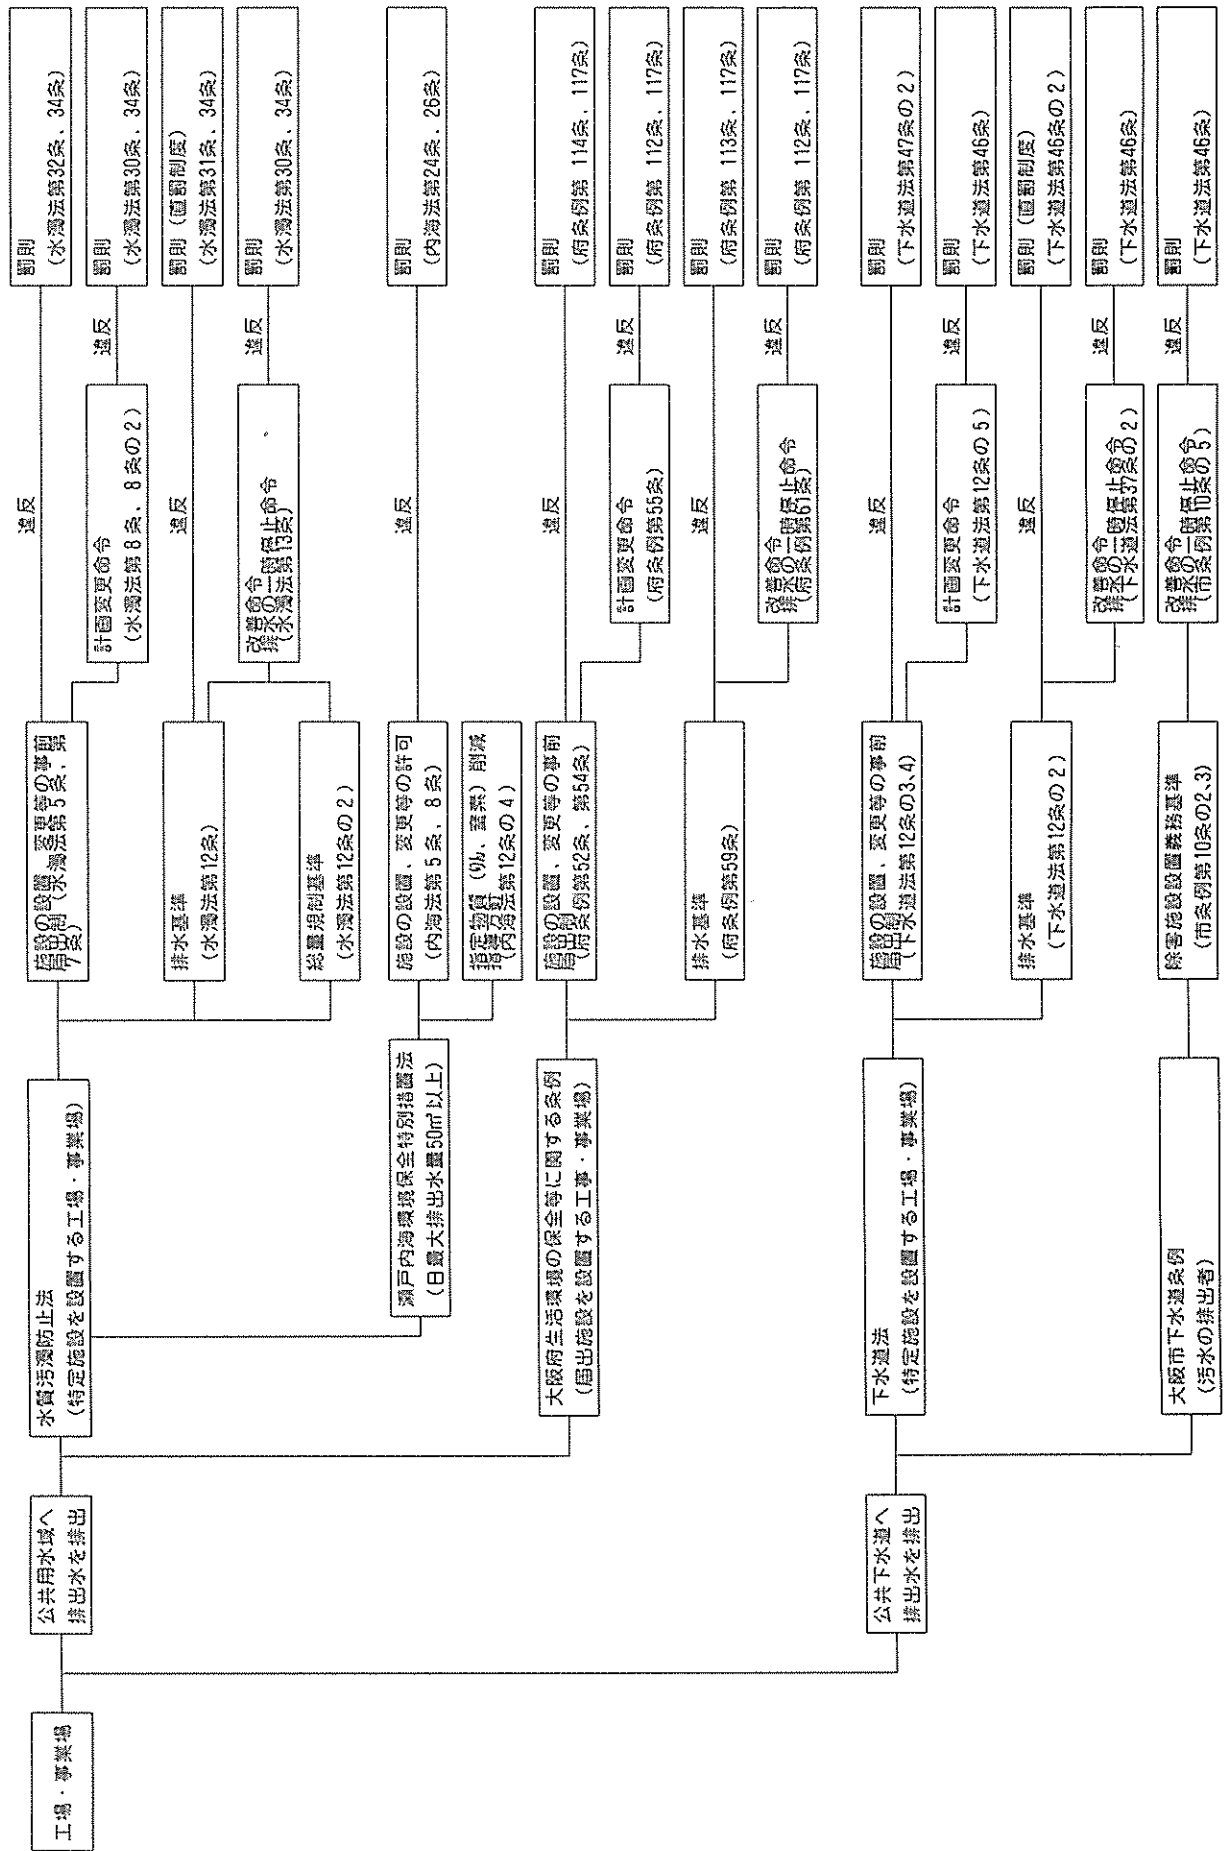 工場・事業場
公共用水域へ
排出水を排出
水質汚濁防止法
(特定施設を設置する工場・事業場)
施設の設置、変更等の事前
届出制(水濁法第5条、第
7条)
違反
罰則
(水濁法第32条、34条)
計画変更命令
(水濁法第8条、8条の2)
違反
罰則
(水濁法第30条、34条)
排水基準
(水濁法第12条)
違反
罰則(直罰制度)
(水濁法第31条、34条)
総量規制基準
(水濁法第12条の2)
改善命令
排水の一時停止命令
(水濁法第13条)
違反
罰則
(水濁法第30条、34条)
瀬戸内海環境保全特別措置法
(日最大排出水量50㎥以上)
施設の設置、変更等の許可
(内海法第5条、8条)
違反
罰則
(内海法第24条、26条)
指定物質(りん、窒素)削減
指導方針
(内海法第12条の4)
大阪府生活環境の保全等に関する条例
(届出施設を設置する工事・事業場)
施設の設置、変更等の事前
届出制
(府条例第52条、第54条)
違反
罰則
(府条例第 114条、117条)
計画変更命令
(府条例第55条)
違反
罰則
(府条例第 112条、117条)
排水基準
(府条例第59条)
違反
罰則
(府条例第 113条、117条)
改善命令
排水の一時停止命令
(府条例第61条)
違反
罰則
(府条例第 112条、117条)
公共下水道へ
排出水を排出
下水道法
(特定施設を設置する工場・事業場)
施設の設置、変更等の事前
届出制
(下水道法第12条の3、4)
違反
罰則
(下水道法第47条の2)
計画変更命令
(下水道法第12条の5)
違反
罰則
(下水道法第46条)
排水基準
(下水道法第12条の2)
違反
罰則(直罰制度)
(下水道法第46条の2)
改善命令
排水の一時停止命令
(下水道法第37条の2)
違反
罰則
(下水道法第46条)
大阪市下水道条例
(汚水の排出者)
除害施設設置義務基準
(市条例第10条の2、3)
改善命令
排水の一時停止命令
(市条例第10条の5)
違反
罰則
(下水道法第46条)